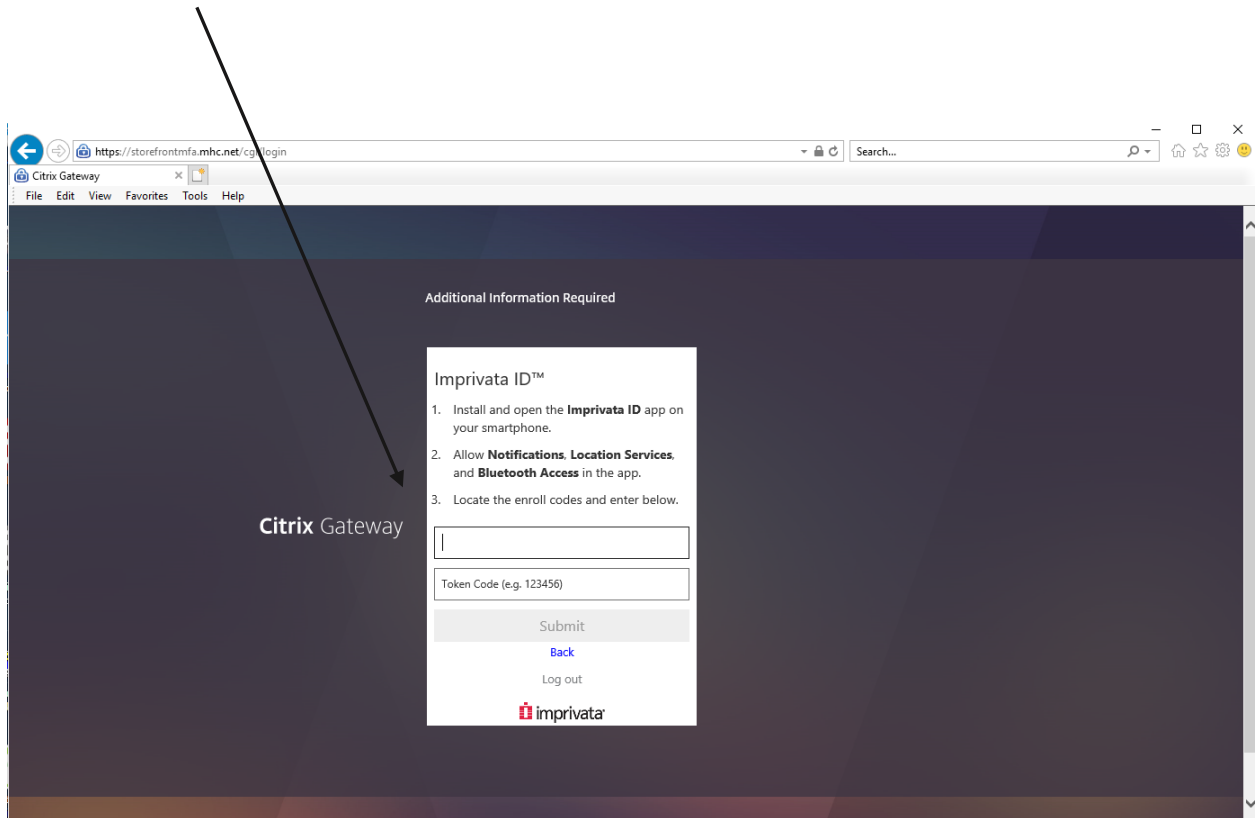 https://storefrontmfa.mhc.net/cgi/login
Search...
Citrix Gateway
File Edit View Favorites Tools Help
Additional Information Required
Imprivata ID™
1. Install and open the Imprivata ID app on
your smartphone.
2. Allow Notifications, Location Services,
and Bluetooth Access in the app.
3. Locate the enroll codes and enter below.
Citrix Gateway
Token Code (e.g. 123456)
Submit
Back
Log out
imprivata